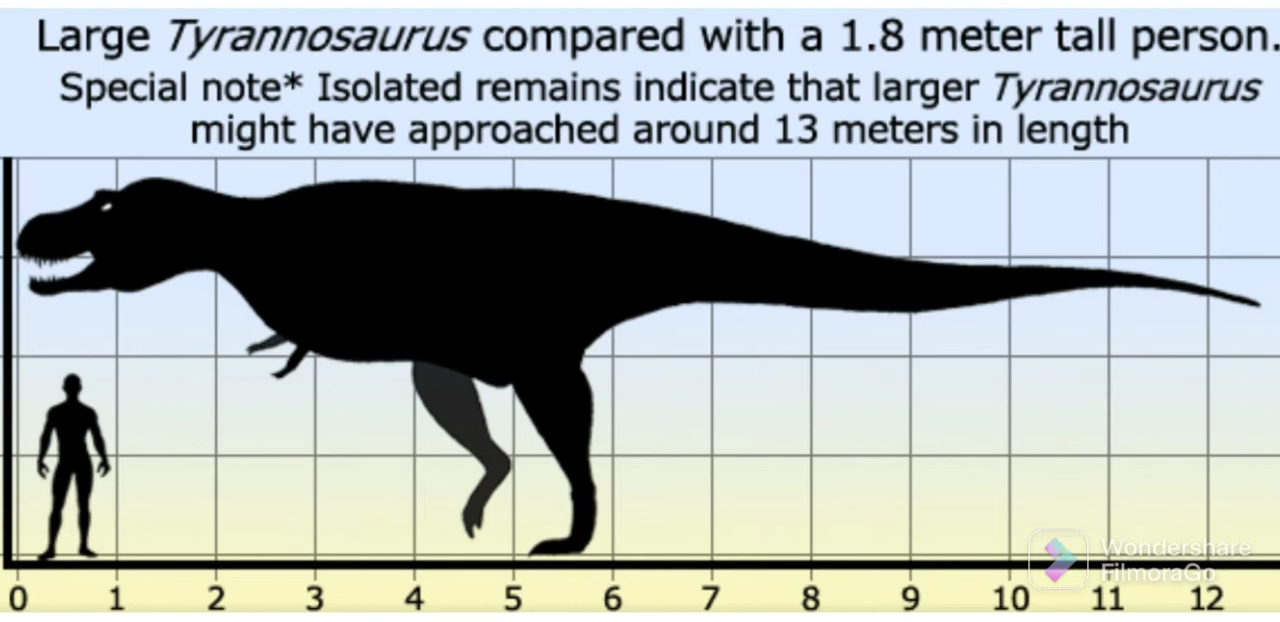 Large Tyrannosaurus compared with a 1.8 meter tall person.
Special note* Isolated remains indicate that larger Tyrannosaurus
might have approached around 13 meters in length
Wondershare
FilmoraGo
0 1 2 3 4 5 6 7 8 9 10 11 12